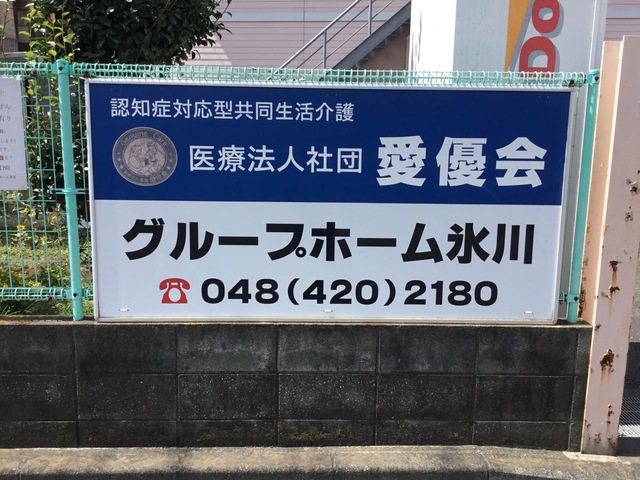 認知症対応型共同生活介護
医療法人社団 愛優会
グループホーム氷川
☎048(420)2180
Do